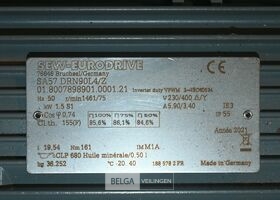 SEW-EURODRIVE
76646 Bruchsal/Germany
SA57 DRN90L4/Z
01.8007898901.0001.21
Inverter duty VPWM
Hz 50 r/min 1461/75 V 230/400
kW 1.5 S1 A 5,90/3,40 IE3
Cos φ 0,74 100% 75% 50% IP 55
Cl. th. 155(F) 85,6% 86,1% 84,6%
Année 2021
i 19,54 Nm 161 IM M1A
CLP 680 Huile minérale/0,50 l
kg 36.252 °C -20..40 188 578 2 FR
BELGA VEILINGEN